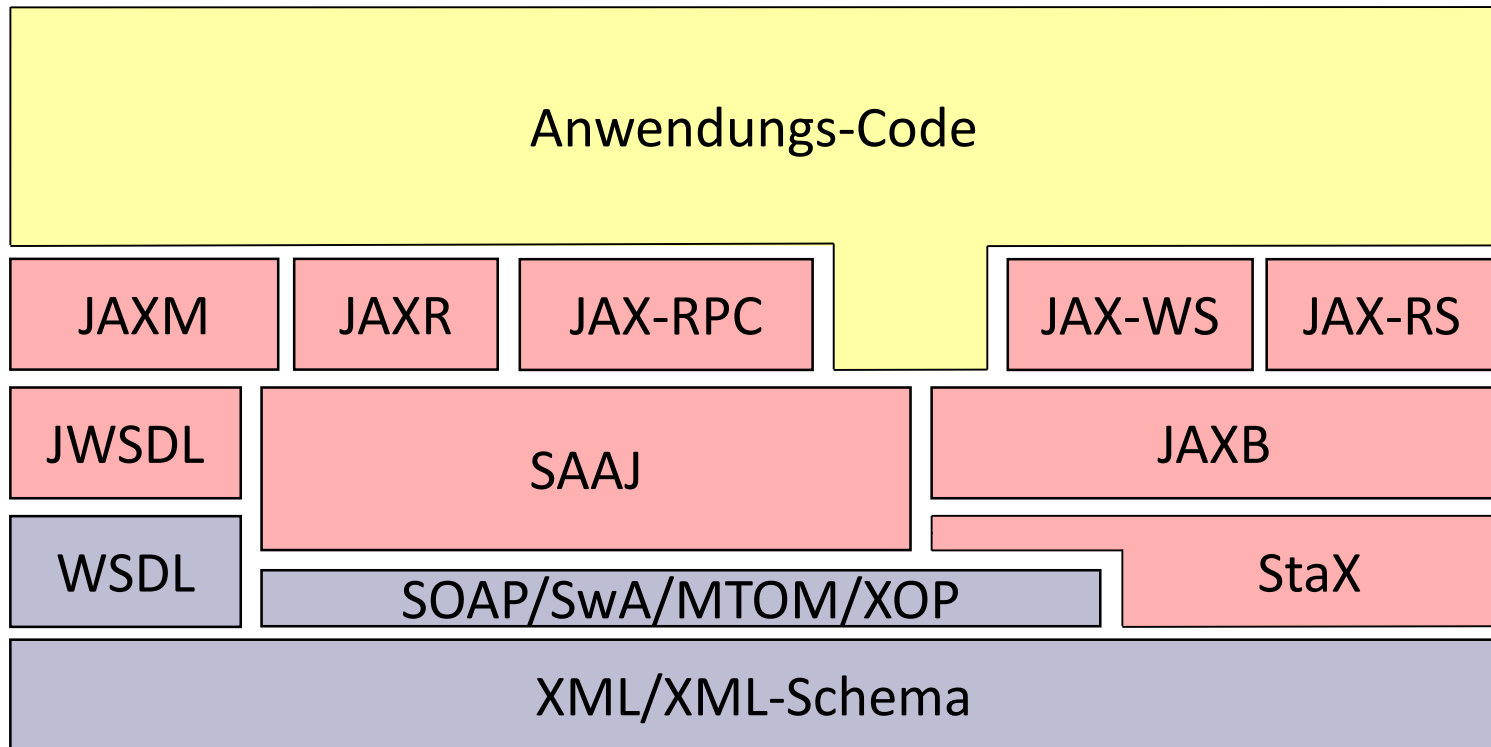 Anwendungs-Code
JAXM
JAXR
JAX-RPC
JAX-WS
JAX-RS
JWSDL
SAAJ
JAXB
WSDL
SOAP/SwA/MTOM/XOP
StaX
XML/XML-Schema